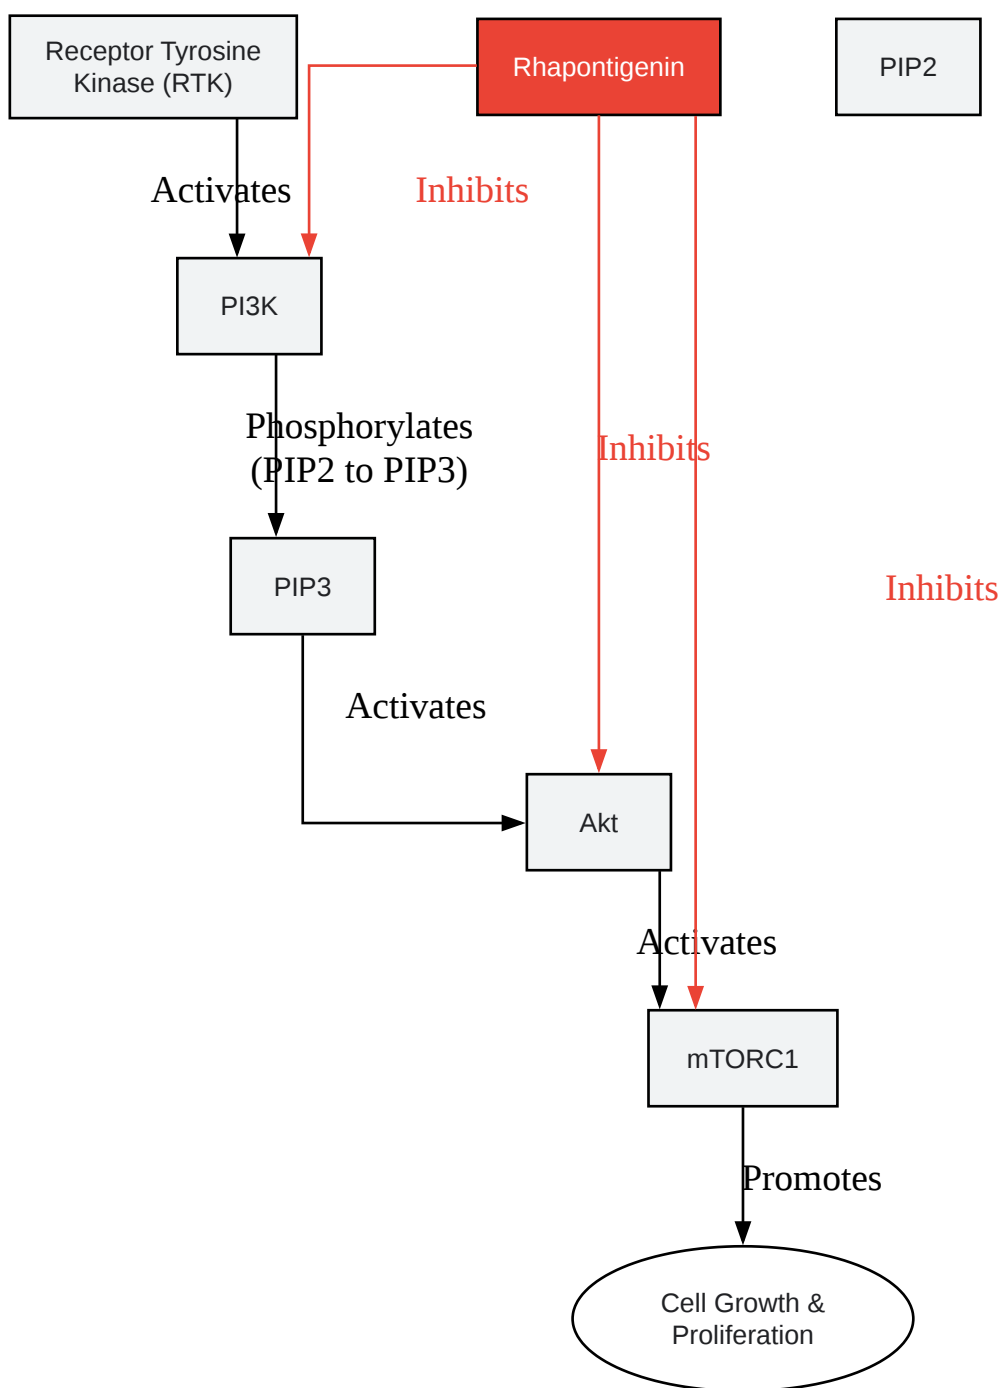 Receptor Tyrosine
Kinase (RTK)
Rhapontigenin
PIP2
Activates
Inhibits
PI3K
Phosphorylates
(PIP2 to PIP3)
Inhibits
PIP3
Inhibits
Activates
Akt
Activates
mTORC1
Promotes
Cell Growth &
Proliferation